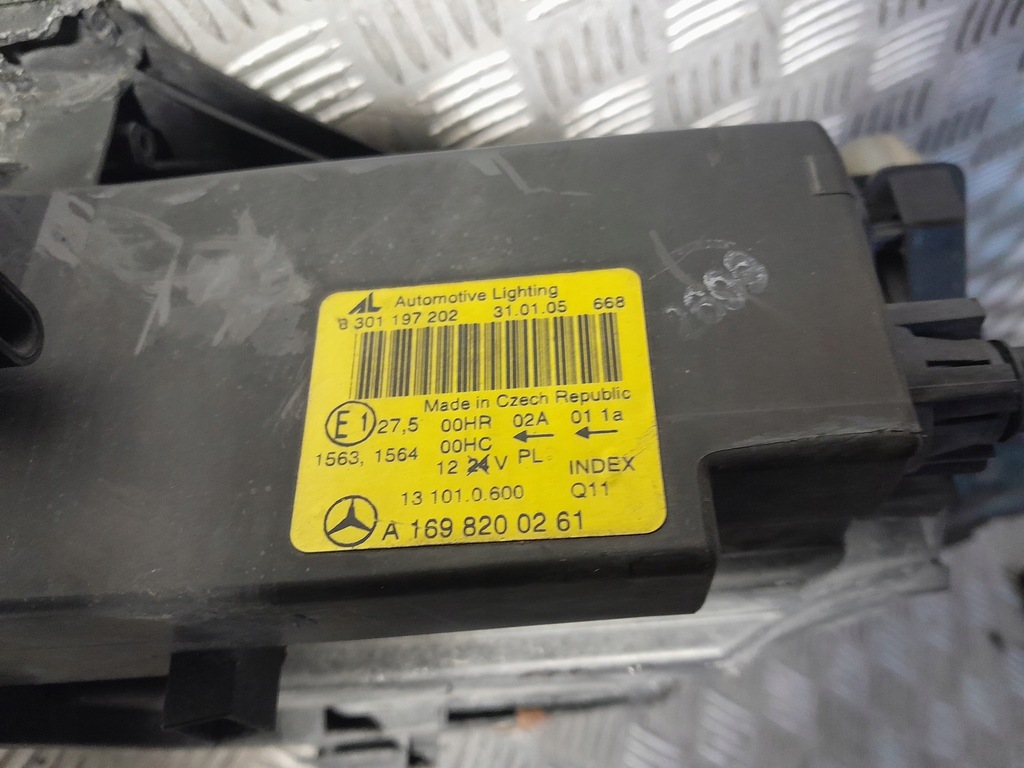 AL Automotive Lighting
0 301 197 202 31.01.05 668
Made in Czech Republic
E1 27,5 00HR 02A 01 1a
1563, 1564 00HC ← ←
12 24 V PL
INDEX
13 101.0.600 Q11
A 169 820 02 61